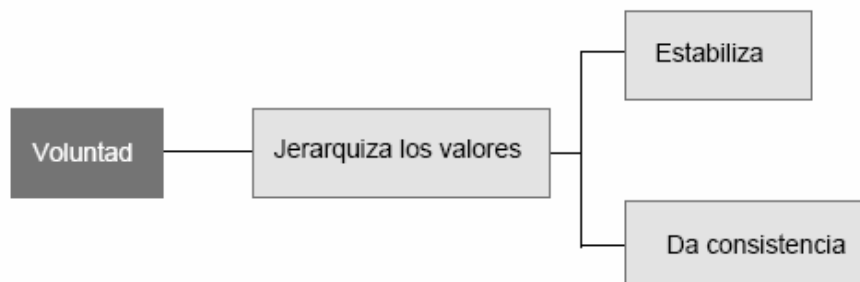 Voluntad
Jerarquiza los valores
Estabiliza
Da consistencia